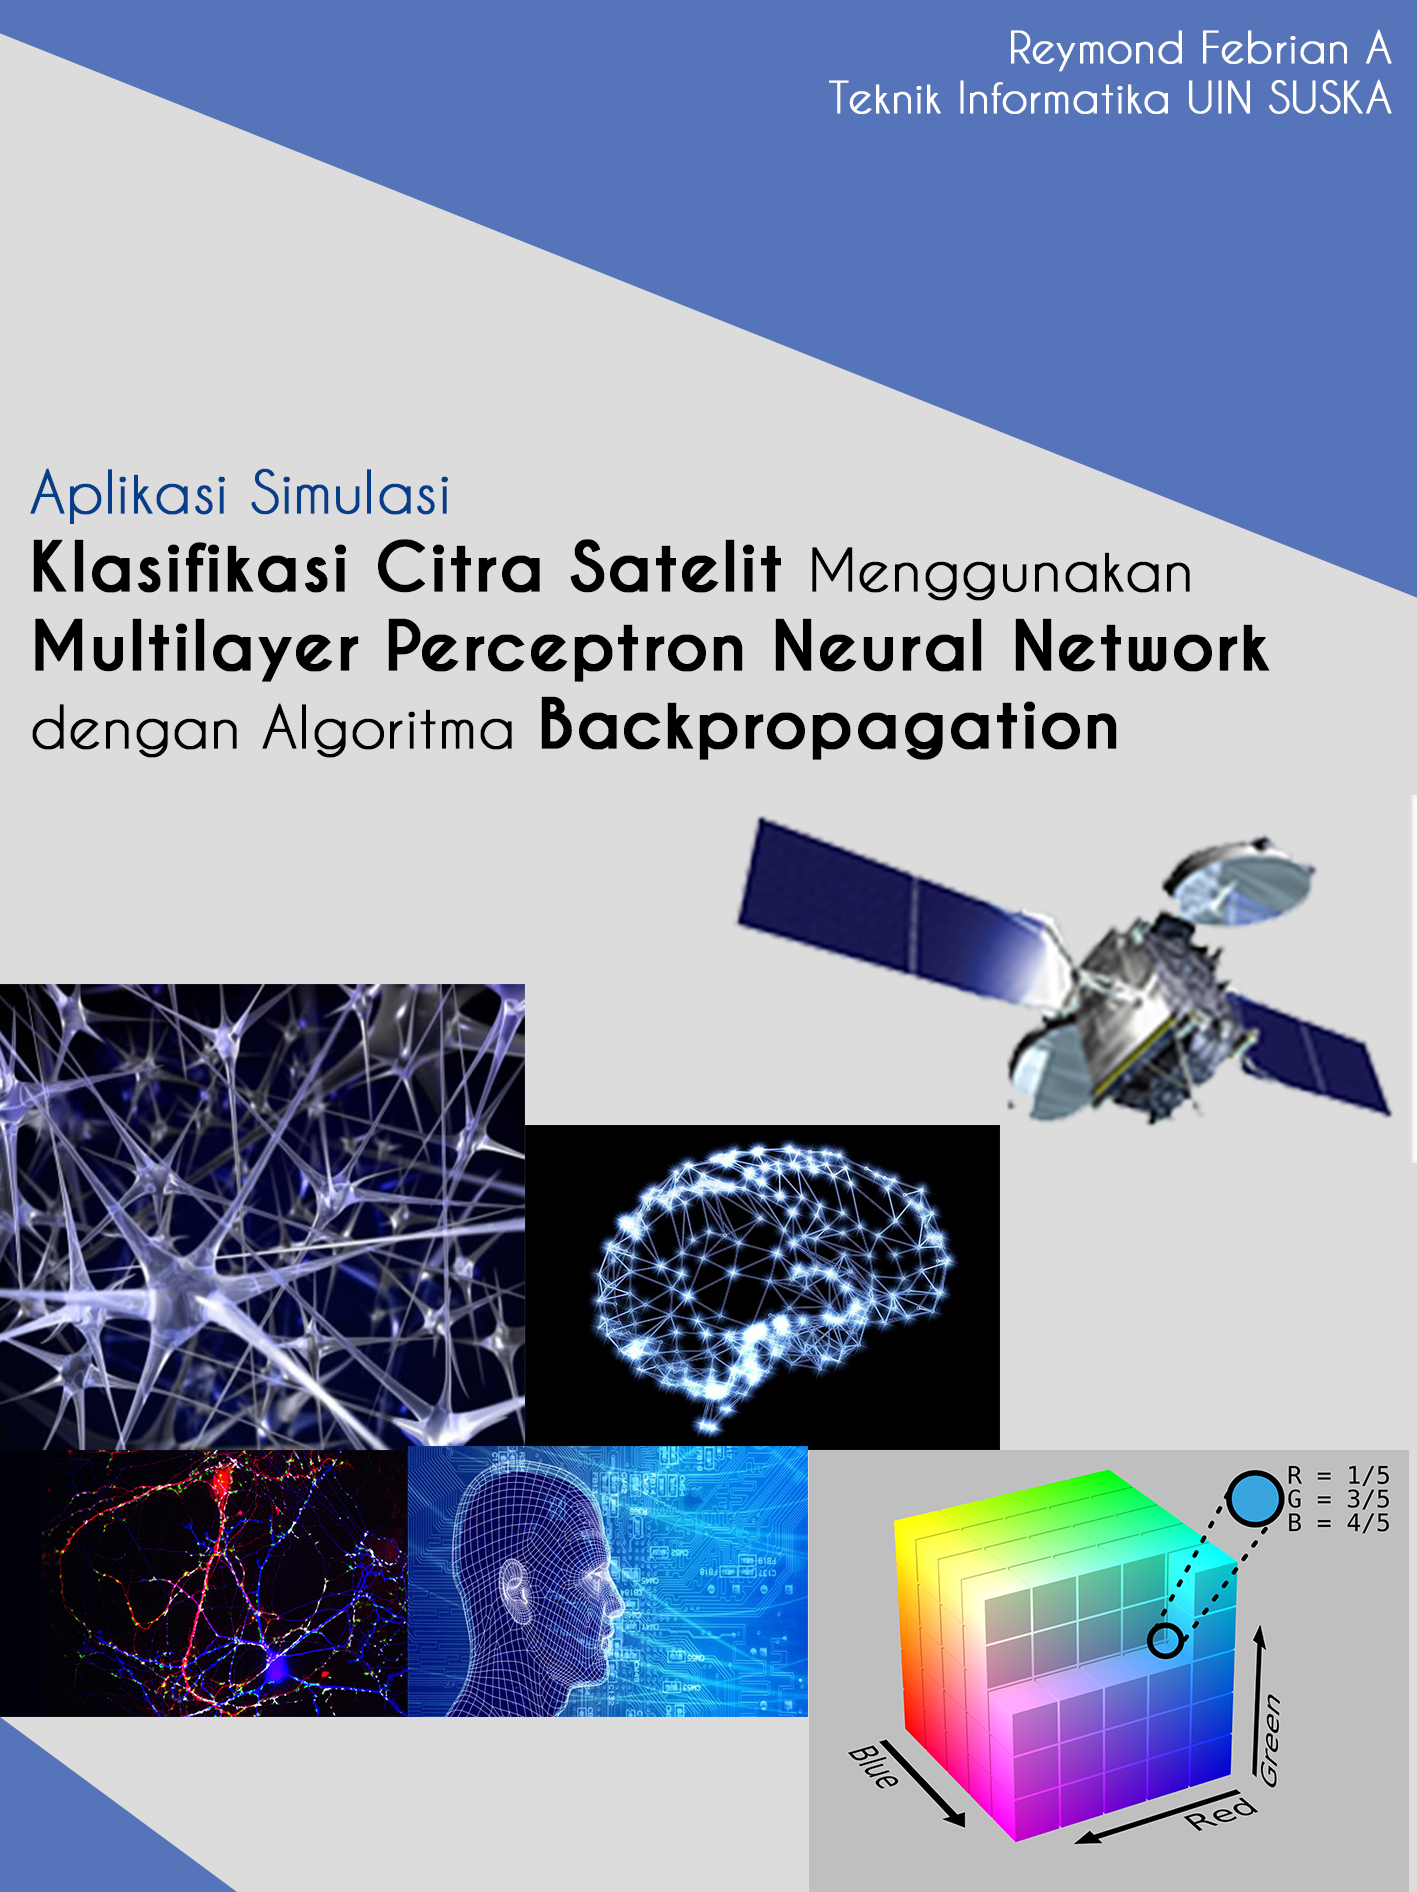 Reymond Febrian A
Teknik Informatika UIN SUSKA
Aplikasi Simulasi
Klasifikasi Citra Satelit Menggunakan
Multilayer Perceptron Neural Network
dengan Algoritma Backpropagation
R = 1/5
G = 3/5
B = 4/5
Blue
Red
Green